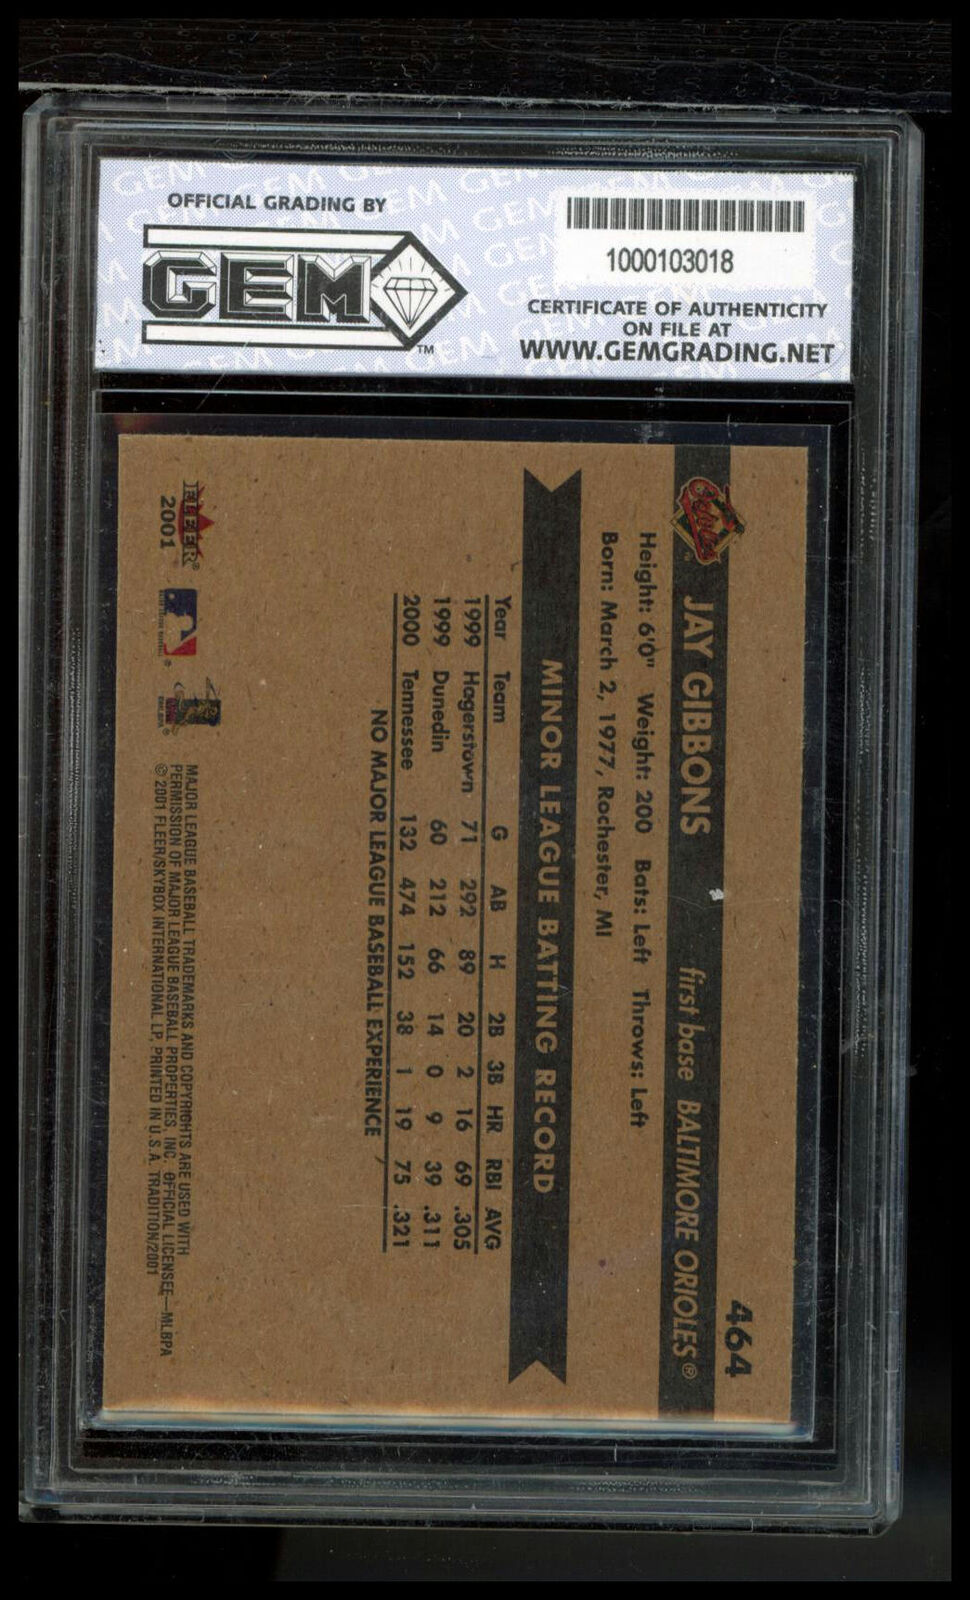 OFFICIAL GRADING BY
GEM
TM
1000103018
CERTIFICATE OF AUTHENTICITY
ON FILE AT
WWW.GEMGRADING.NET
464
Orioles
JAY GIBBONS first base BALTIMORE ORIOLES®
Height: 6'0" Weight: 200 Bats: Left Throws: Left
Born: March 2, 1977, Rochester, MI
MINOR LEAGUE BATTING RECORD
Year Team G AB H 2B 3B HR RBI AVG
1999 Hagerstown 71 292 89 20 2 16 69 .305
1999 Dunedin 60 212 66 14 0 9 39 .311
2000 Tennessee 132 474 152 38 1 19 75 .321
NO MAJOR LEAGUE BASEBALL EXPERIENCE
FLEER®
2001
MAJOR LEAGUE BASEBALL TRADEMARKS AND COPYRIGHTS ARE USED WITH
PERMISSION OF MAJOR LEAGUE BASEBALL PROPERTIES, INC. OFFICIAL LICENSEE—MLBPA
© 2001 FLEER/SKYBOX INTERNATIONAL LP, PRINTED IN U.S.A. TRADITION/2001